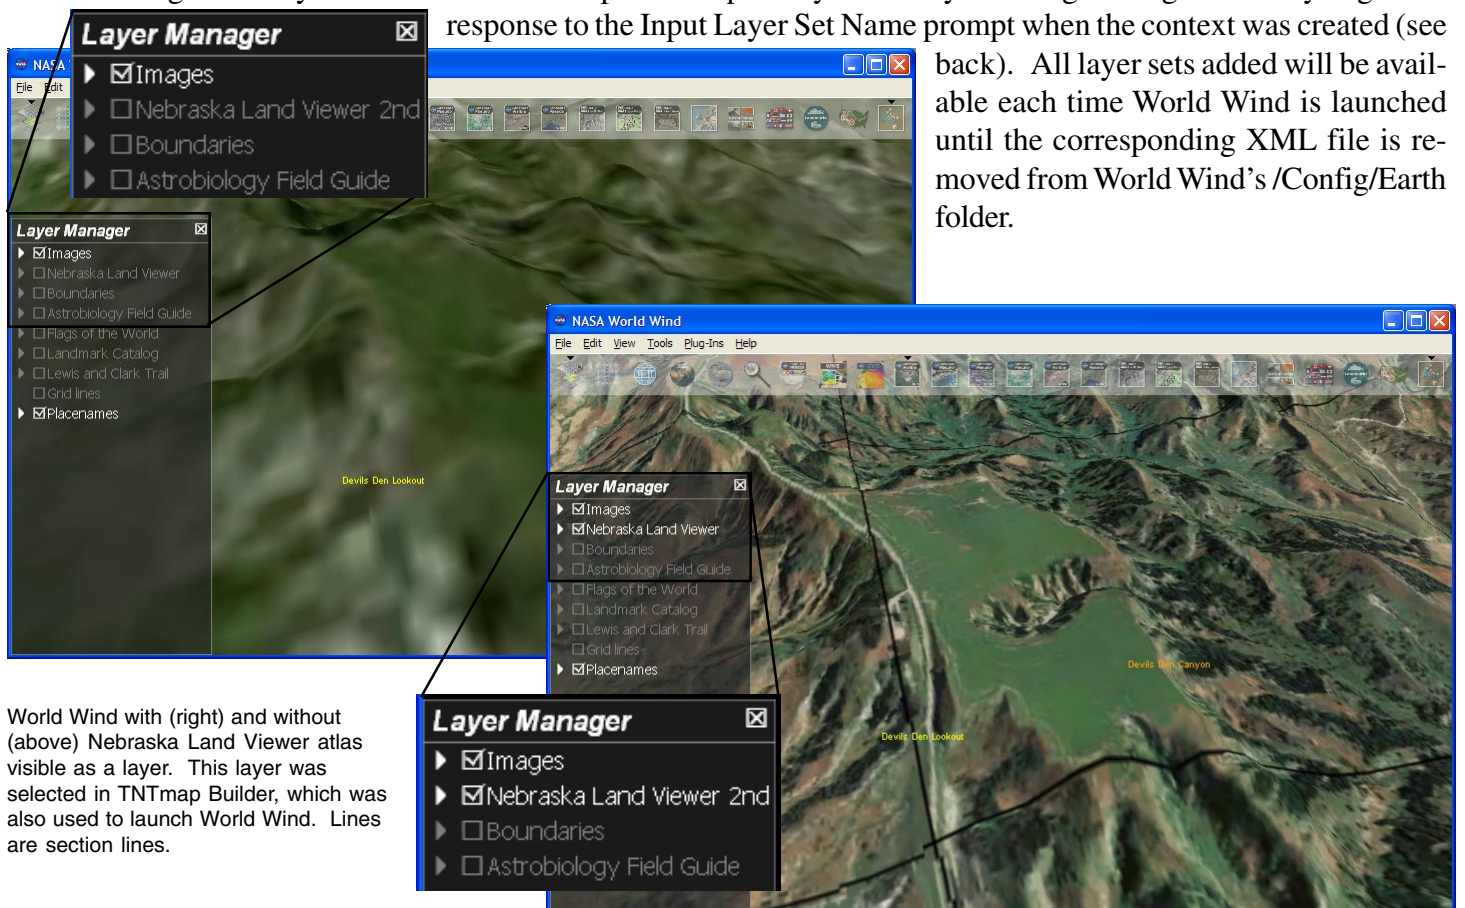 response to the Input Layer Set Name prompt when the context was created (see
back). All layer sets added will be avail-
able each time World Wind is launched
until the corresponding XML file is re-
moved from World Wind's /Config/Earth
folder.
Layer Manager
Images
Nebraska Land Viewer 2nd
Boundaries
Astrobiology Field Guide
NASA
File Edit
Layer Manager
Images
Nebraska Land Viewer
Boundaries
Astrobiology Field Guide
Flags of the World
Landmark Catalog
Lewis and Clark Trail
Grid lines
Placenames
Devils Den Lookout
NASA World Wind
File Edit View Tools Plug-Ins Help
Layer Manager
Images
Nebraska Land Viewer
Boundaries
Astrobiology Field Guide
Flags of the World
Landmark Catalog
Lewis and Clark Trail
Grid lines
Placenames
Devils Den Canyon
Devils Den Lookout
Layer Manager
Images
Nebraska Land Viewer 2nd
Boundaries
Astrobiology Field Guide
World Wind with (right) and without
(above) Nebraska Land Viewer atlas
visible as a layer. This layer was
selected in TNTmap Builder, which was
also used to launch World Wind. Lines
are section lines.